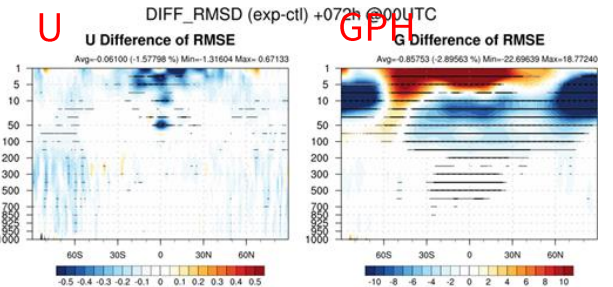 DIFF_RMSD (exp-ctl) +072h @00UTC
U
GPH
U Difference of RMSE
G Difference of RMSE
Avg=-0.06100 (-1.57798 %) Min=-1.31604 Max= 0.67133
Avg=-0.85753 (-2.89563 %) Min=-22.69639 Max=18.77240
1 1
5 5
10 10
50 50
100 100
200 200
300 300
500 500
700 700
850 850
925 925
1000 1000
60S 30S 0 30N 60N 60S 30S 0 30N 60N
-0.5 -0.4 -0.3 -0.2 -0.1 0 0.1 0.2 0.3 0.4 0.5 -10 -8 -6 -4 -2 0 2 4 6 8 10